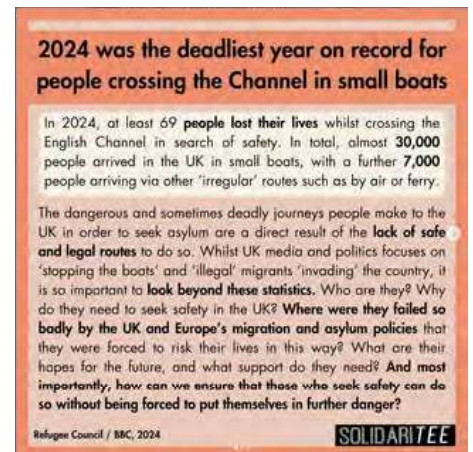 2024 was the deadliest year on record for
people crossing the Channel in small boats
In 2024, at least 69 people lost their lives whilst crossing the
English Channel in search of safety. In total, almost 30,000
people arrived in the UK in small boats, with a further 7,000
people arriving via other 'irregular' routes such as by air or ferry.
The dangerous and sometimes deadly journeys people make to the
UK in order to seek asylum are a direct result of the lack of safe
and legal routes to do so. Whilst UK media and politics focuses on
'stopping the boats' and 'illegal' migrants 'invading' the country, it
is so important to look beyond these statistics. Who are they? Why
do they need to seek safety in the UK? Where were they failed so
badly by the UK and Europe's migration and asylum policies that
they were forced to risk their lives in this way? What are their
hopes for the future, and what support do they need? And most
importantly, how can we ensure that those who seek safety can do
so without being forced to put themselves in further danger?
Refugee Council / BBC, 2024
SOLIDARITEE